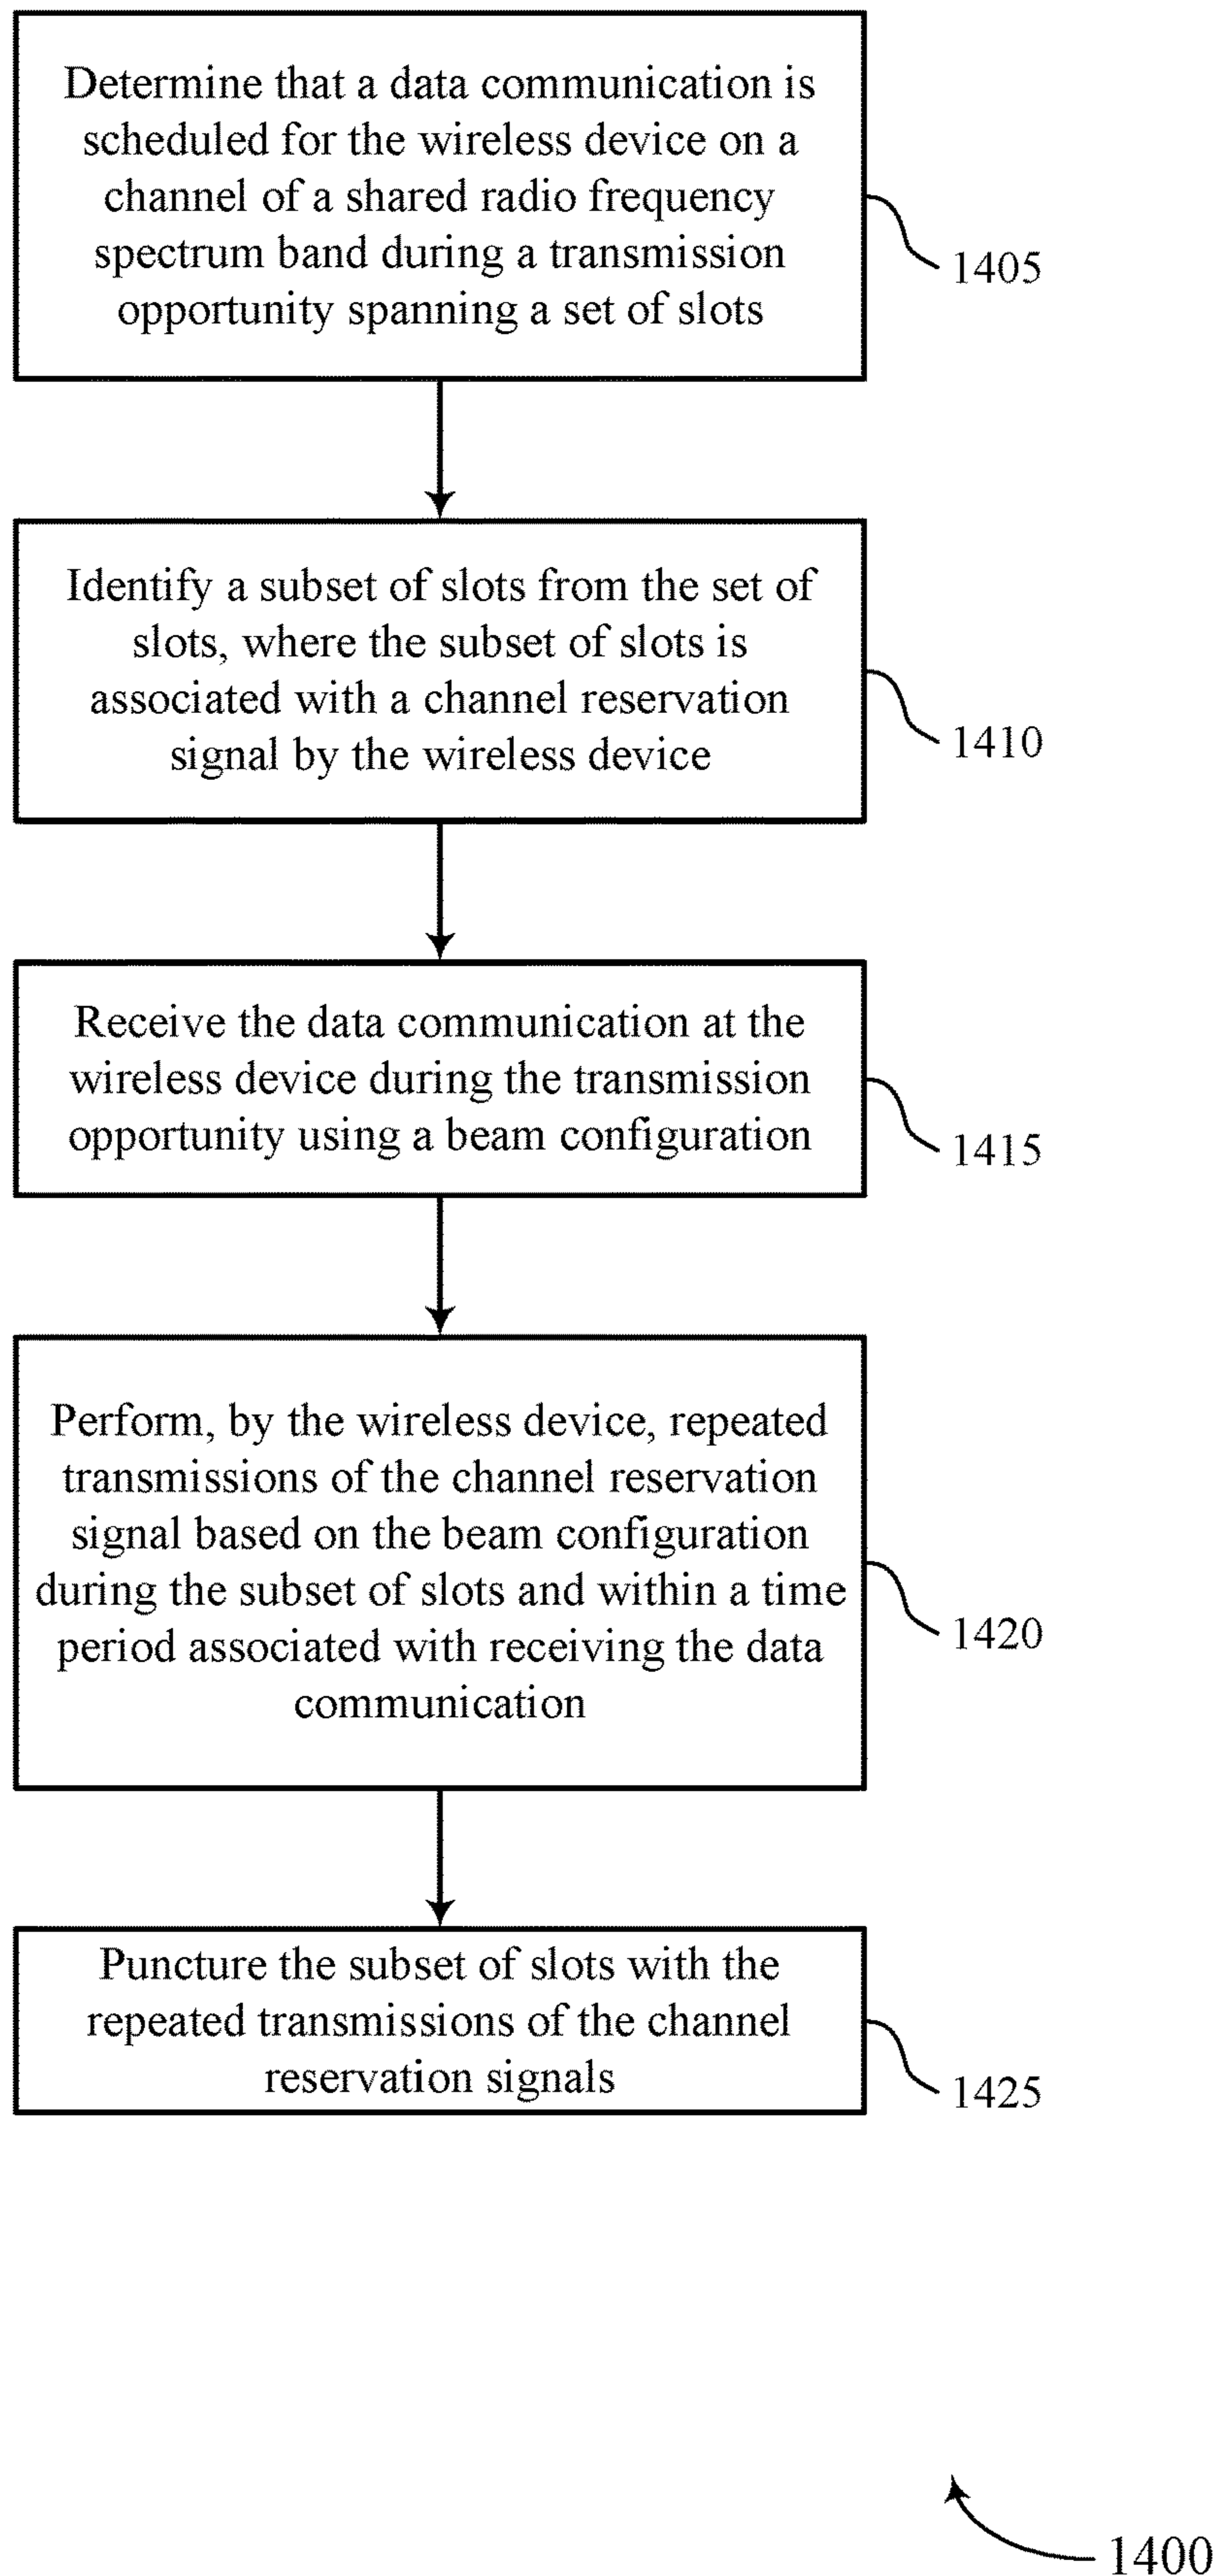 Determine that a data communication is
scheduled for the wireless device on a
channel of a shared radio frequency
spectrum band during a transmission
opportunity spanning a set of slots
1405
Identify a subset of slots from the set of
slots, where the subset of slots is
associated with a channel reservation
signal by the wireless device
1410
Receive the data communication at the
wireless device during the transmission
opportunity using a beam configuration
1415
Perform, by the wireless device, repeated
transmissions of the channel reservation
signal based on the beam configuration
during the subset of slots and within a time
period associated with receiving the data
communication
1420
Puncture the subset of slots with the
repeated transmissions of the channel
reservation signals
1425
1400